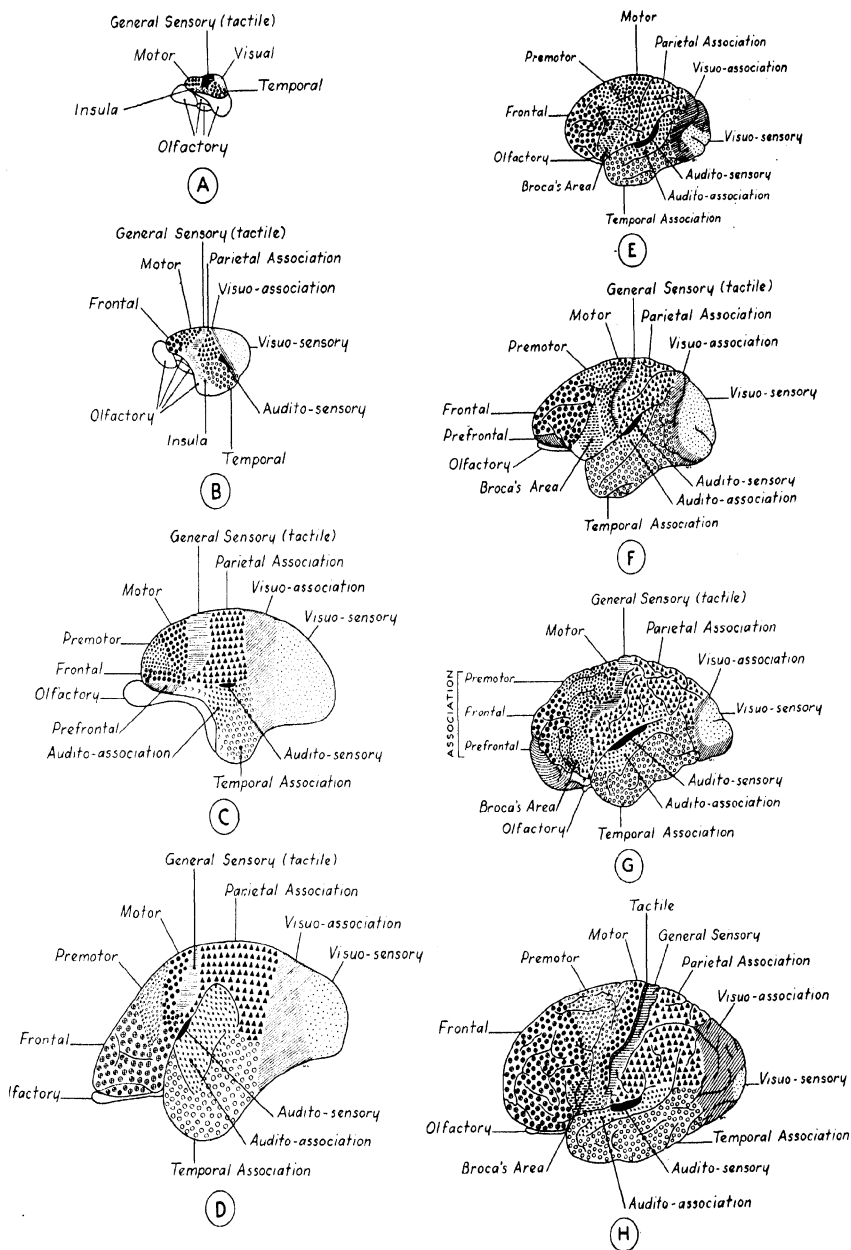 General Sensory (tactile)
Motor
Visual
Temporal
Insula
Olfactory
A
General Sensory (tactile)
Motor
Parietal Association
Visuo-association
Frontal
Visuo-sensory
Olfactory
Audito-sensory
Insula
Temporal
B
General Sensory (tactile)
Parietal Association
Motor
Visuo-association
Visuo-sensory
Premotor
Frontal
Olfactory
Prefrontal
Audito-association
Audito-sensory
Temporal Association
C
General Sensory (tactile)
Parietal Association
Motor
Visuo-association
Premotor
Visuo-sensory
Frontal
lfactory
Audito-sensory
Audito-association
Temporal Association
D
Motor
Parietal Association
Premotor
Visuo-association
Frontal
Visuo-sensory
Olfactory
Audito-sensory
Broca's Area
Audito-association
Temporal Association
E
General Sensory (tactile)
Motor
Parietal Association
Premotor
Visuo-association
Visuo-sensory
Frontal
Prefrontal
Olfactory
Audito-sensory
Broca's Area
Audito-association
Temporal Association
F
General Sensory (tactile)
Motor
Parietal Association
Visuo-association
ASSOCIATION
Premotor
Frontal
Visuo-sensory
Prefrontal
Audito-sensory
Broca's Area
Audito-association
Olfactory
Temporal Association
G
Tactile
Motor
General Sensory
Premotor
Parietal Association
Visuo-association
Frontal
Visuo-sensory
Olfactory
Temporal Association
Broca's Area
Audito-sensory
Audito-association
H